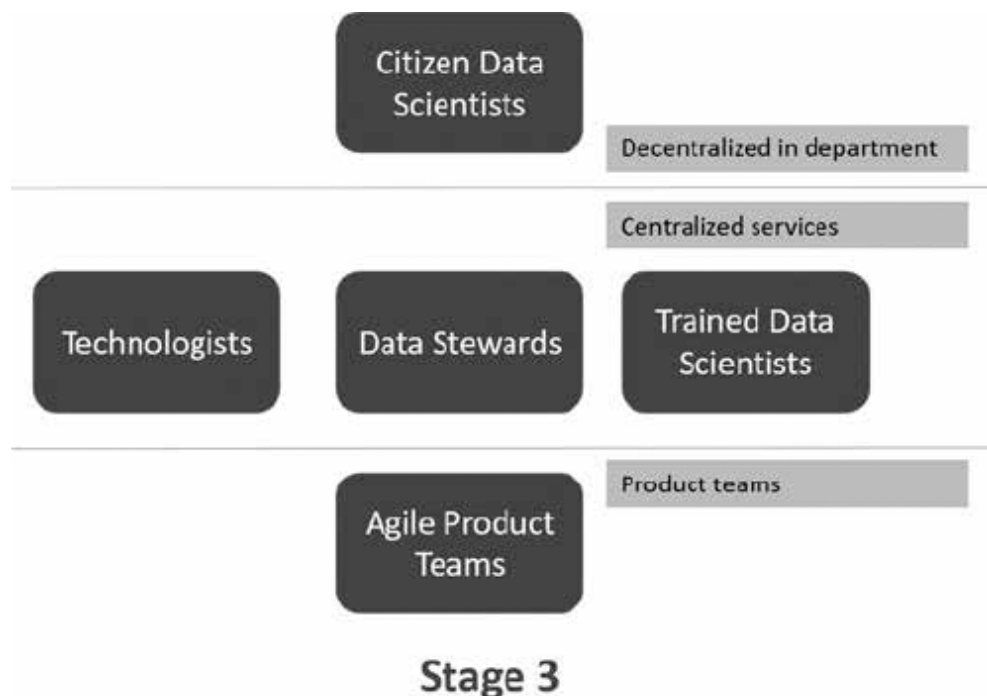 Citizen Data
Scientists
Decentralized in department
Centralized services
Technologists
Data Stewards
Trained Data
Scientists
Product teams
Agile Product
Teams
Stage 3